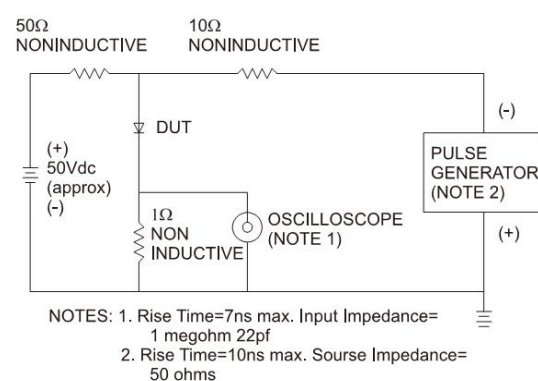 50Ω
NONINDUCTIVE
10Ω
NONINDUCTIVE
(+)
50Vdc
(approx)
(-)
DUT
1Ω
NON
INDUCTIVE
OSCILLOSCOPE
(NOTE 1)
(-)
PULSE
GENERATOR
(NOTE 2)
(+)
NOTES: 1. Rise Time=7ns max. Input Impedance=
1 megohm 22pf
2. Rise Time=10ns max. Sourse Impedance=
50 ohms